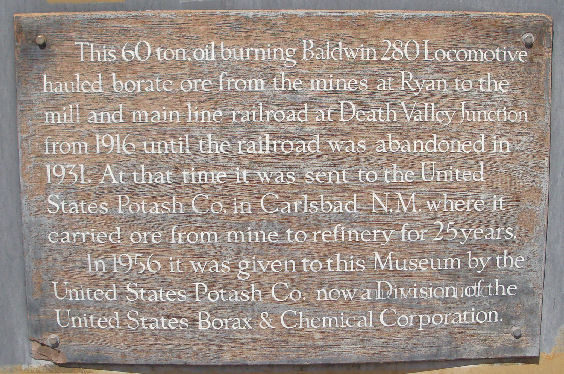 This 60 ton, oil burning Baldwin 280 Locomotive
hauled borate ore from the mines at Ryan to the
mill and main line railroad at Death Valley Junction
from 1916 until the railroad was abandoned in
1931. At that time it was sent to the United
States Potash Co., in Carlsbad, N.M., where it
carried ore from mine to refinery for 25 years.
In 1956 it was given to this Museum by the
United States Potash Co., now a Division of the
United States Borax & Chemical Corporation.